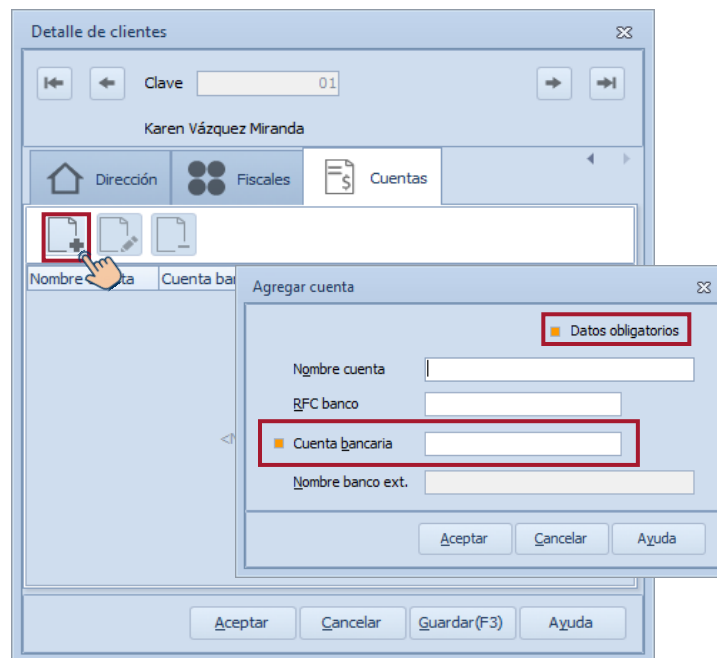 Detalle de clientes
Clave 01
Karen Vázquez Miranda
Dirección Fiscales Cuentas
Nombre Cuenta
Agregar cuenta
Datos obligatorios
Nombre cuenta
RFC banco
Cuenta bancaria
Nombre banco ext.
Aceptar Cancelar Ayuda
Aceptar Cancelar Guardar(F3) Ayuda